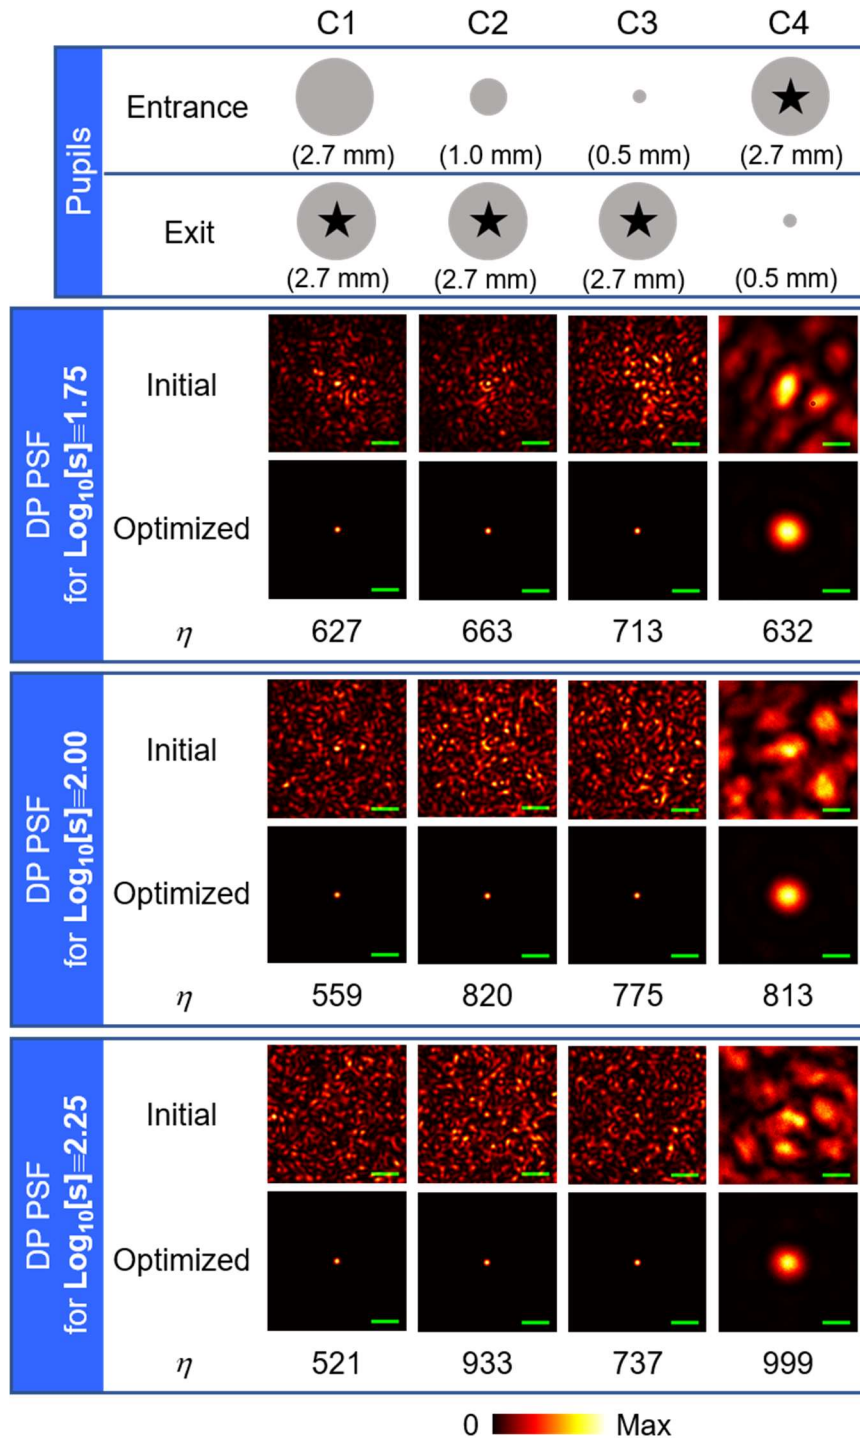 C1 C2 C3 C4
Pupils
Entrance
(2.7 mm) (1.0 mm) (0.5 mm) (2.7 mm)
Exit
(2.7 mm) (2.7 mm) (2.7 mm) (0.5 mm)
DP PSF
for Log₁₀[s]≡1.75
Initial
Optimized
η 627 663 713 632
DP PSF
for Log₁₀[s]≡2.00
Initial
Optimized
η 559 820 775 813
DP PSF
for Log₁₀[s]≡2.25
Initial
Optimized
η 521 933 737 999
0 Max